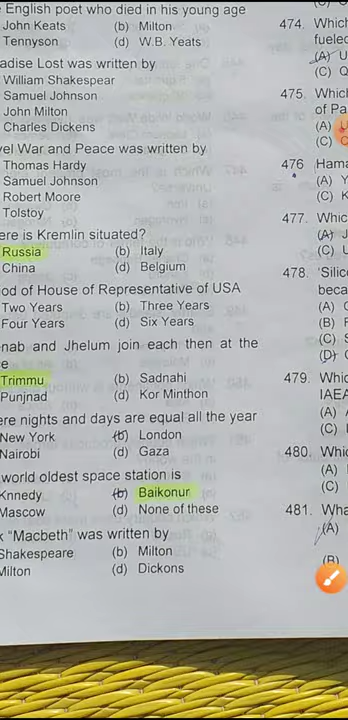 English poet who died in his young age
John Keats (b) Milton
Tennyson (d) W.B. Yeats
adise Lost was written by
William Shakespear
Samuel Johnson
John Milton
Charles Dickens
el War and Peace was written by
Thomas Hardy
Samuel Johnson
Robert Moore
Tolstoy
ere is Kremlin situated?
Russia (b) Italy
China (d) Belgium
od of House of Representative of USA
Two Years (b) Three Years
Four Years (d) Six Years
nab and Jhelum join each then at the
e
Trimmu (b) Sadnahi
Punjnad (d) Kor Minthon
ere nights and days are equal all the year
New York (b) London
Nairobi (d) Gaza
world oldest space station is
Knnedy (b) Baikonur
Mascow (d) None of these
k "Macbeth" was written by
Shakespeare (b) Milton
Milton (d) Dickons
474. Which
fueled
(A) U
(C) Q
475. Whicl
of Pa
(A)
(C)
476 Hama
(A) Y
(C) K
477. Whic
(A) J
(C) U
478. 'Silic
beca
(A)
(B) F
(C)
(D)
479. Whic
IAEA
(A)
(C)
480. Whic
(A)
(C)
481. Wha
(A)
(B)